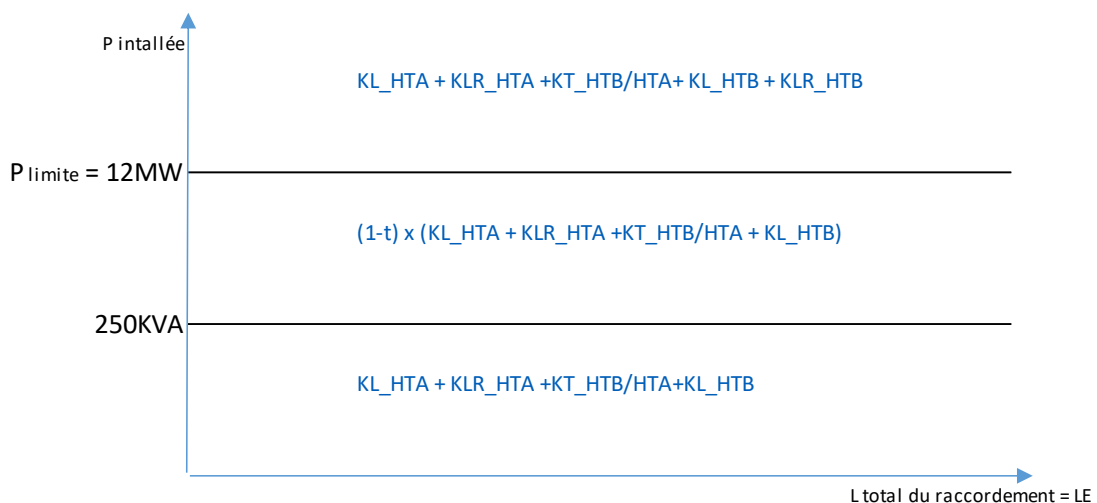 P intallée
KL_HTA + KLR_HTA +KT_HTB/HTA+ KL_HTB + KLR_HTB
P limite = 12MW
(1-t) x (KL_HTA + KLR_HTA +KT_HTB/HTA + KL_HTB)
250KVA
KL_HTA + KLR_HTA +KT_HTB/HTA+KL_HTB
L total du raccordement = LE